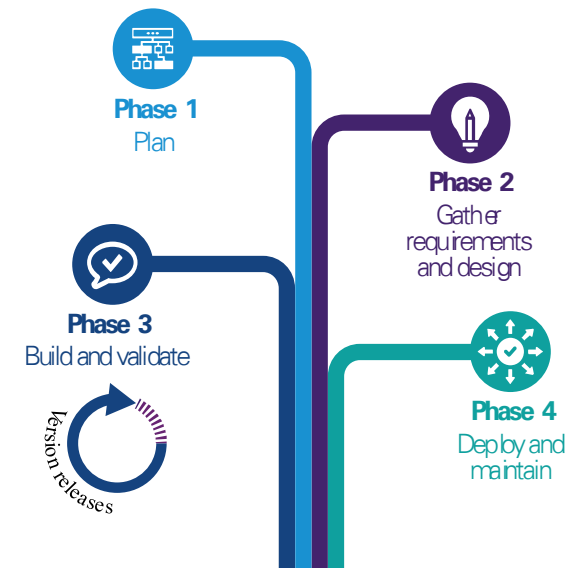 Phase 1
Plan
Phase 2
Gather
requirements
and design
Phase 3
Build and validate
Version releases
Phase 4
Deploy and
maintain